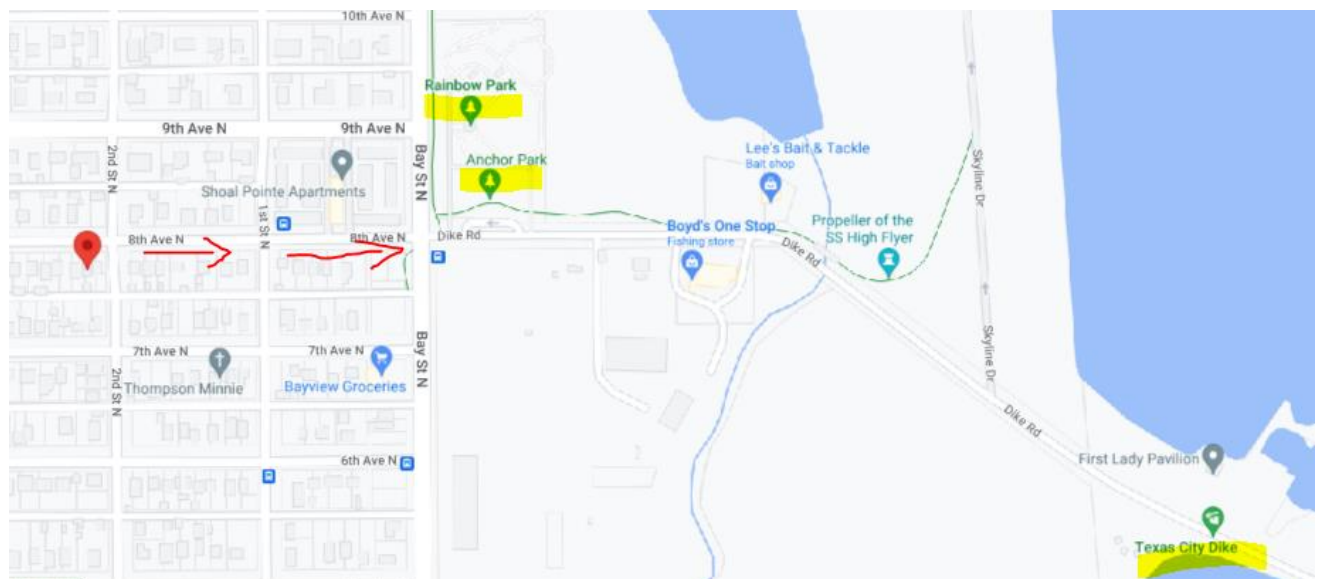 10th Ave N
Rainbow Park
9th Ave N
9th Ave N
2nd St N
Bay St N
Anchor Park
Lee's Bait & Tackle
Bait shop
Skyline Dr
Shoal Pointe Apartments
1st St N
8th Ave N
8th Ave N
Dike Rd
Boyd's One Stop
Fishing store
Propeller of the
SS High Flyer
Dike Rd
7th Ave N
7th Ave N
Bay St N
Skyline Dr
2nd St N
Thompson Minnie
Bayview Groceries
Dike Rd
6th Ave N
First Lady Pavilion
Texas City Dike